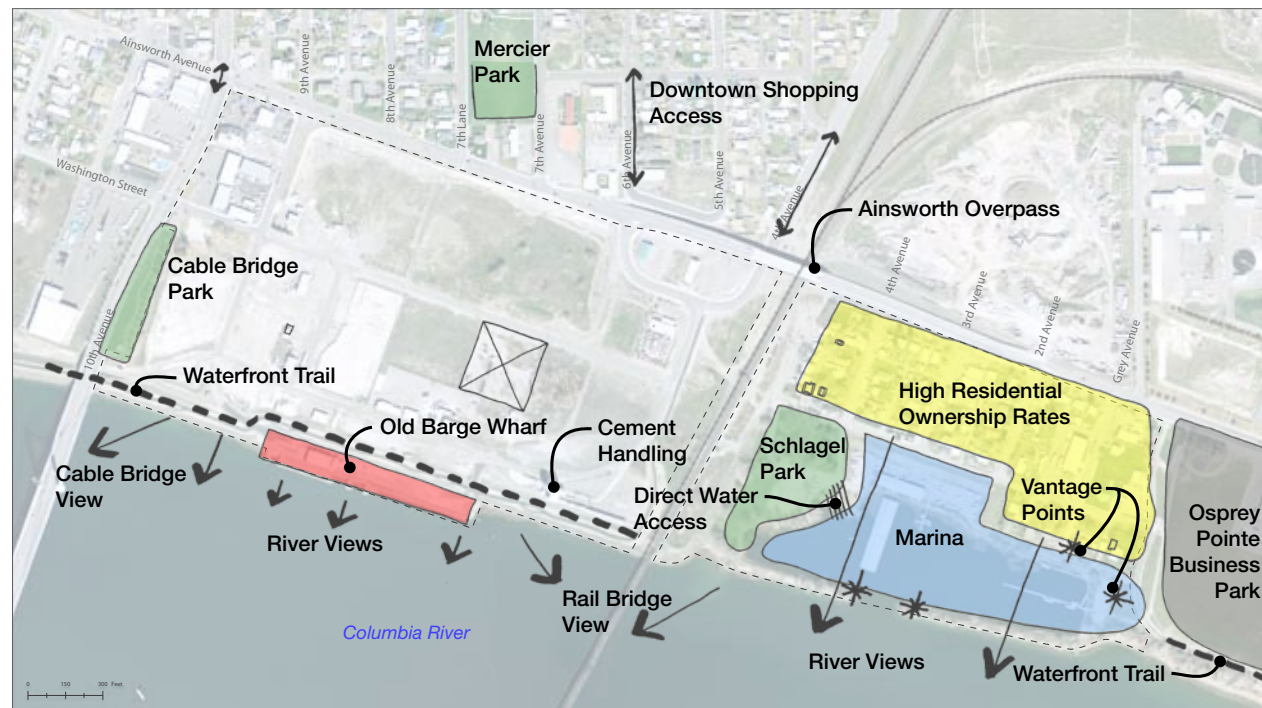 Ainsworth Avenue
9th Avenue
8th Avenue
7th Lane
Mercier
Park
7th Avenue
6th Avenue
Downtown Shopping
Access
5th Avenue
4th Avenue
Washington Street
Ainsworth Overpass
4th Avenue
3rd Avenue
2nd Avenue
Grey Avenue
Cable Bridge
Park
10th Avenue
Waterfront Trail
Old Barge Wharf
Cement
Handling
High Residential
Ownership Rates
Schlagel
Park
Direct Water
Access
Vantage
Points
Marina
Osprey
Pointe
Business
Park
Cable Bridge
View
River Views
Rail Bridge
View
Columbia River
River Views
Waterfront Trail
0 150 300 Feet